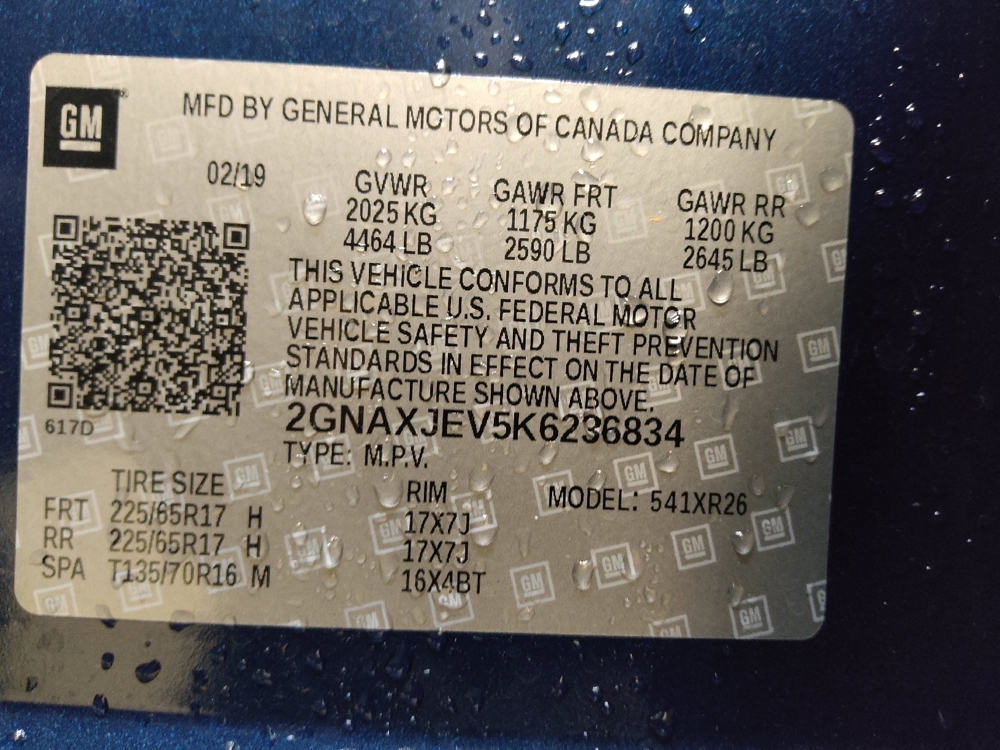 GM
MFD BY GENERAL MOTORS OF CANADA COMPANY
02/19
GVWR GAWR FRT GAWR RR
2025 KG 1175 KG 1200 KG
4464 LB 2590 LB 2645 LB
THIS VEHICLE CONFORMS TO ALL
APPLICABLE U.S. FEDERAL MOTOR
VEHICLE SAFETY AND THEFT PREVENTION
STANDARDS IN EFFECT ON THE DATE OF
MANUFACTURE SHOWN ABOVE.
617D
2GNAXJEV5K6236834
TYPE: M.P.V.
TIRE SIZE RIM MODEL: 541XR26
FRT 225/65R17 H 17X7J
RR 225/65R17 H 17X7J
SPA T135/70R16 M 16X4BT